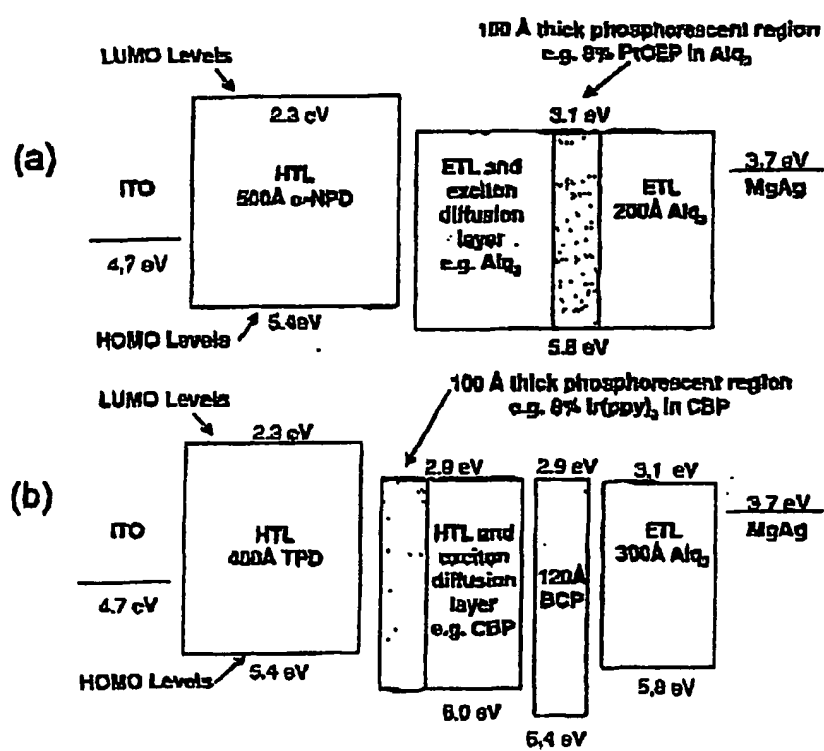 100 Å thick phosphorescent region
e.g. 8% PtOEP in Alq3
LUMO Levels
2.3 eV
3.1 eV
(a)
ITO
HTL
500Å α-NPD
ETL and
exciton
diffusion
layer
e.g. Alq3
ETL
200Å Alq3
3.7 eV
MgAg
4.7 eV
HOMO Levels
5.4eV
5.8 eV
100 Å thick phosphorescent region
e.g. 8% Ir(ppy)3 in CBP
LUMO Levels
2.3 eV
2.9 eV
3.1 eV
(b)
ITO
HTL
400Å TPD
HTL and
exciton
diffusion
layer
e.g. CBP
120Å
BCP
ETL
300Å Alq3
3.7 eV
MgAg
4.7 eV
HOMO Levels
5.4 eV
6.0 eV
6.4 eV
5.8 eV